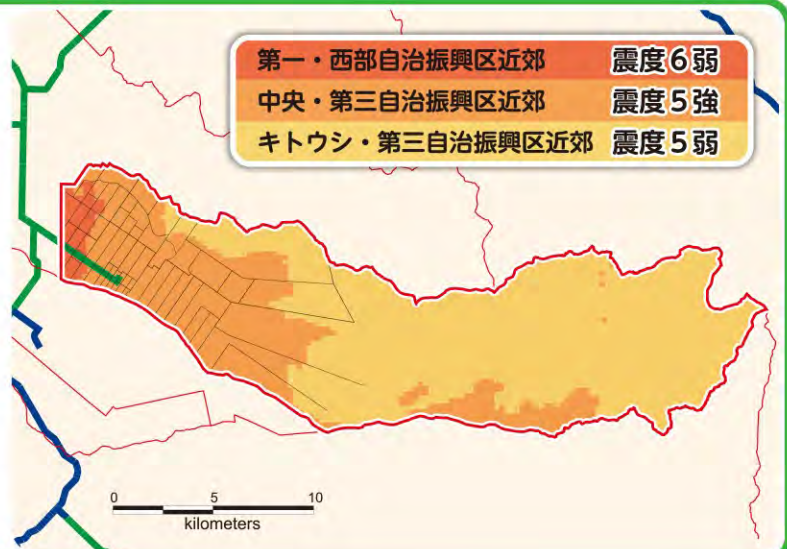 第一・西部自治振興区近郊 震度6弱
中央・第三自治振興区近郊 震度5強
キトウシ・第三自治振興区近郊 震度5弱
0 5 10
kilometers